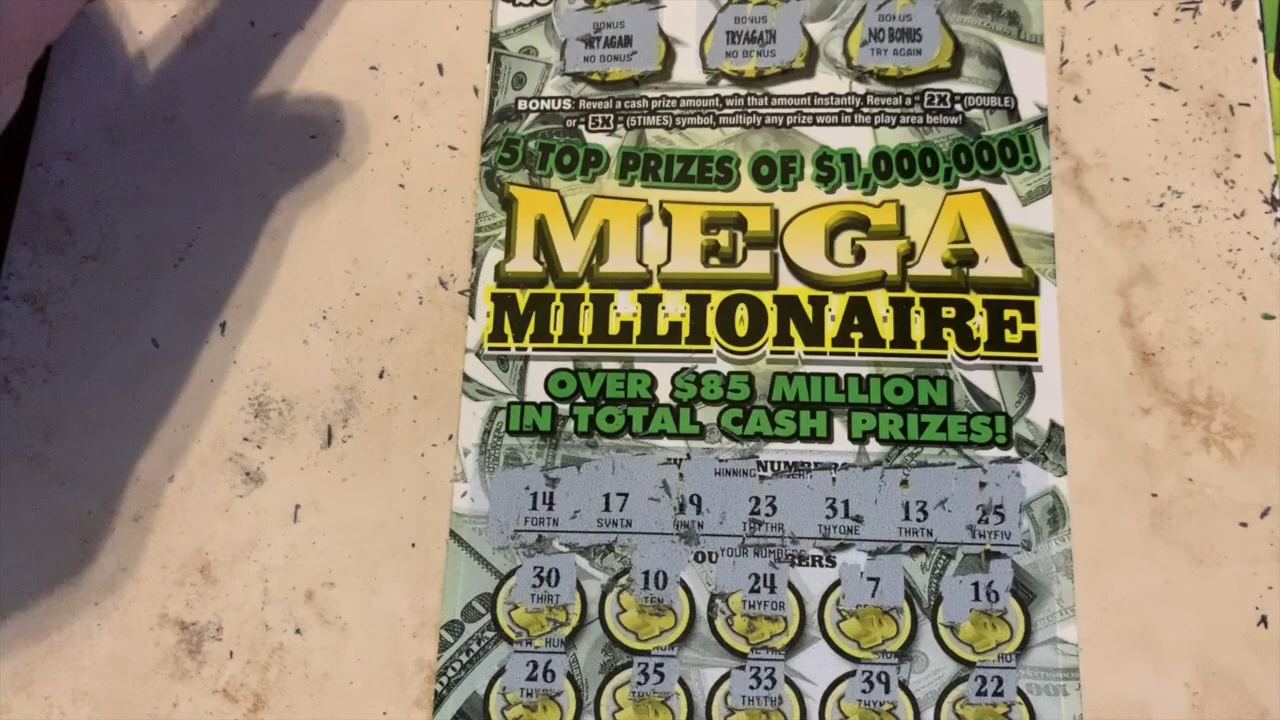 BONUS BONUS BONUS
TRYAGAIN TRYAGAIN NO BONUS
NO BONUS NO BONUS TRY AGAIN
BONUS: Reveal a cash prize amount, win that amount instantly. Reveal a "2X" (DOUBLE)
or "5X" (5TIMES) symbol, multiply any prize won in the play area below!
5 TOP PRIZES OF $1,000,000!
MEGA
MILLIONAIRE
OVER $85 MILLION
IN TOTAL CASH PRIZES!
WINNING
14 17 19 23 31 13 25
FORTN SVNTN THYONE THRTN
YOUR NUMBERS
30 10 24 7 16
THIRT TEN TWYFOR
26 35 33 39 22